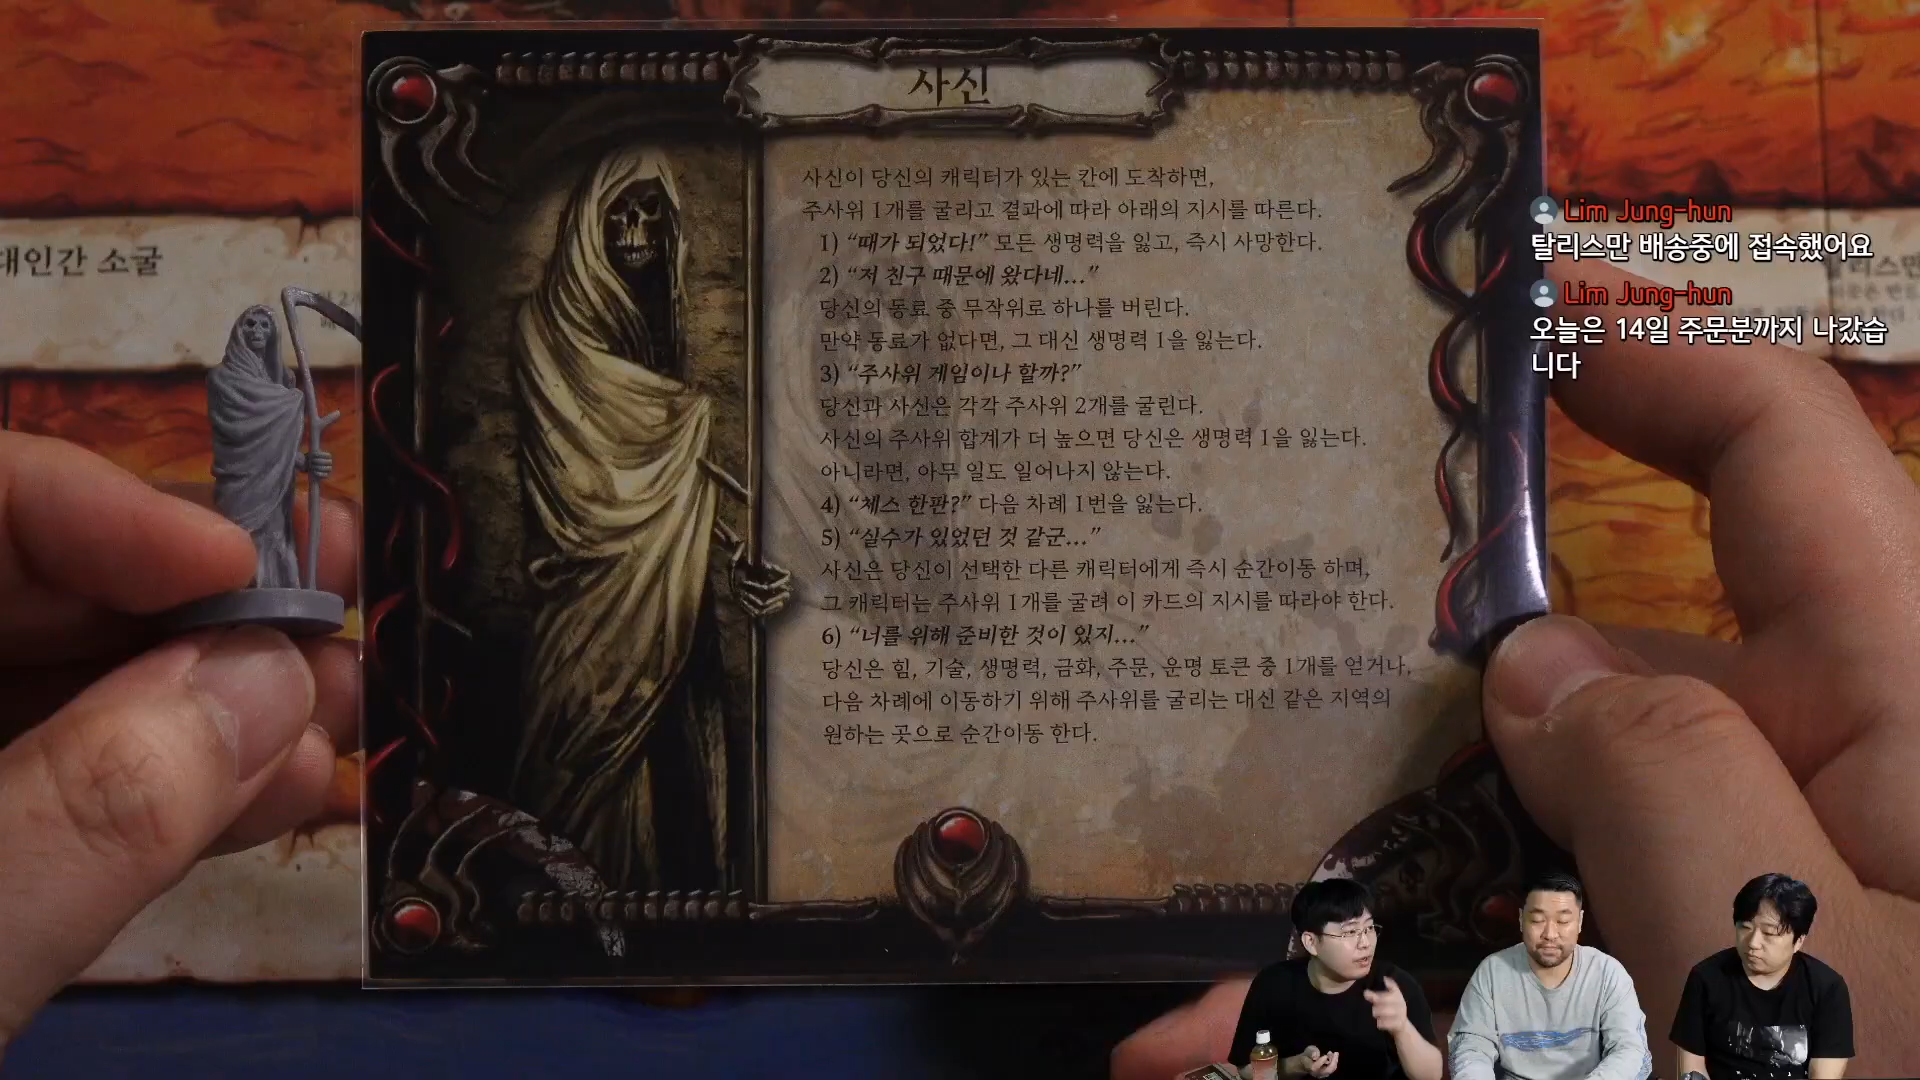 사신
사신이 당신의 캐릭터가 있는 칸에 도착하면,
주사위 1개를 굴리고 결과에 따라 아래의 지시를 따른다.
1) “때가 되었다!” 모든 생명력을 잃고, 즉시 사망한다.
2) “저 친구 때문에 왔다네...”
당신의 동료 중 무작위로 하나를 버린다.
만약 동료가 없다면, 그 대신 생명력 1을 잃는다.
3) “주사위 게임이나 할까?”
당신과 사신은 각각 주사위 2개를 굴린다.
사신의 주사위 합계가 더 높으면 당신은 생명력 1을 잃는다.
아니라면, 아무 일도 일어나지 않는다.
4) “체스 한판?” 다음 차례 1번을 잃는다.
5) “실수가 있었던 것 같군...”
사신은 당신이 선택한 다른 캐릭터에게 즉시 순간이동 하며,
그 캐릭터는 주사위 1개를 굴려 이 카드의 지시를 따라야 한다.
6) “너를 위해 준비한 것이 있지...”
당신은 힘, 기술, 생명력, 금화, 주문, 운명 토큰 중 1개를 얻거나,
다음 차례에 이동하기 위해 주사위를 굴리는 대신 같은 지역의
원하는 곳으로 순간이동 한다.
대인간 소굴
Lim Jung-hun
탈리스만 배송중에 접속했어요
Lim Jung-hun
오늘은 14일 주문분까지 나갔습
니다